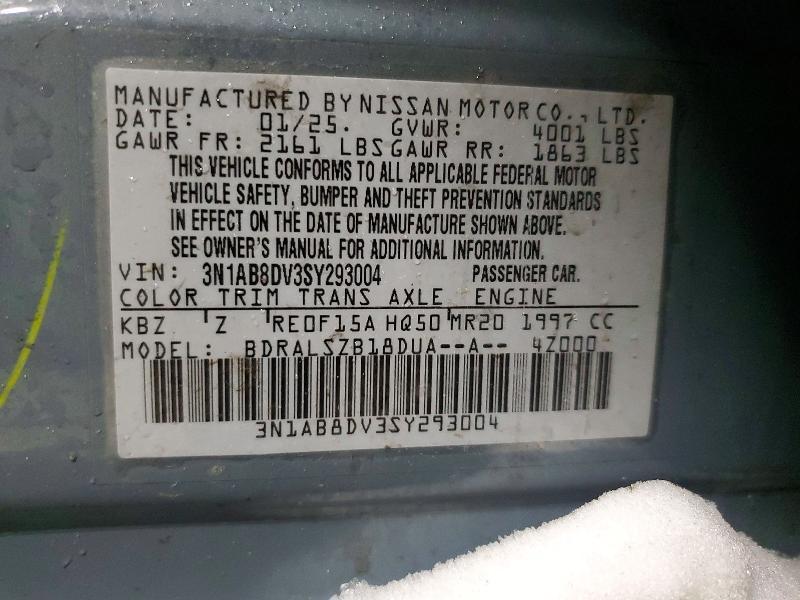 MANUFACTURED BY NISSAN MOTOR CO., LTD.
DATE: 01/25. GVWR: 4001 LBS
GAWR FR: 2161 LBS GAWR RR: 1863 LBS
THIS VEHICLE CONFORMS TO ALL APPLICABLE FEDERAL MOTOR
VEHICLE SAFETY, BUMPER AND THEFT PREVENTION STANDARDS
IN EFFECT ON THE DATE OF MANUFACTURE SHOWN ABOVE.
SEE OWNER'S MANUAL FOR ADDITIONAL INFORMATION.
VIN: 3N1AB8DV3SY293004 PASSENGER CAR.
COLOR TRIM TRANS AXLE ENGINE
KBZ Z RE0F15A HQ50 MR20 1997 CC
MODEL: BDRALSZB18DUA--A-- 4Z000
3N1AB8DV3SY293004